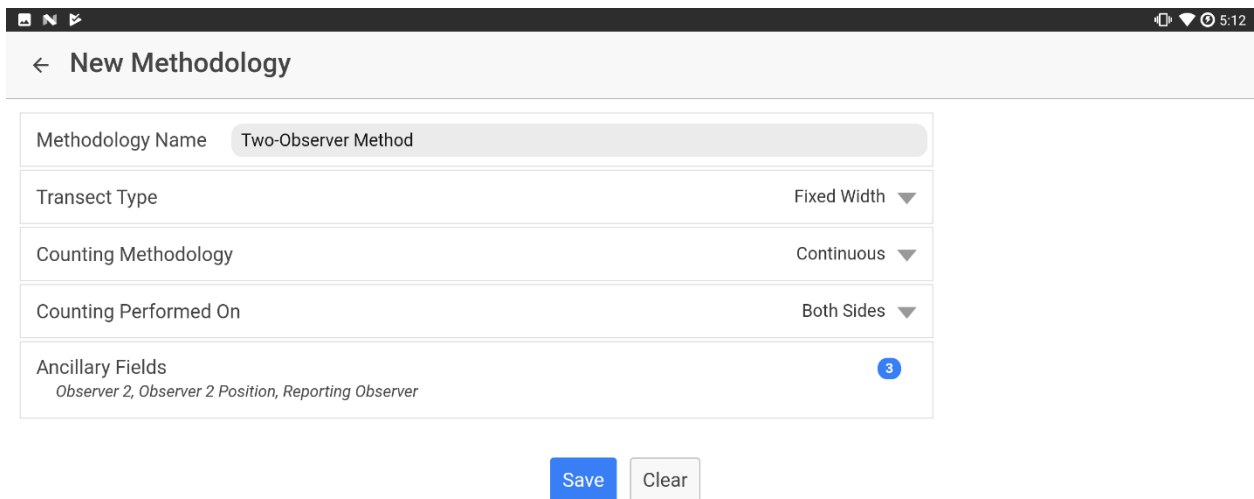 5:12
← New Methodology
Methodology Name Two-Observer Method
Transect Type Fixed Width
Counting Methodology Continuous
Counting Performed On Both Sides
Ancillary Fields 3
Observer 2, Observer 2 Position, Reporting Observer
Save Clear